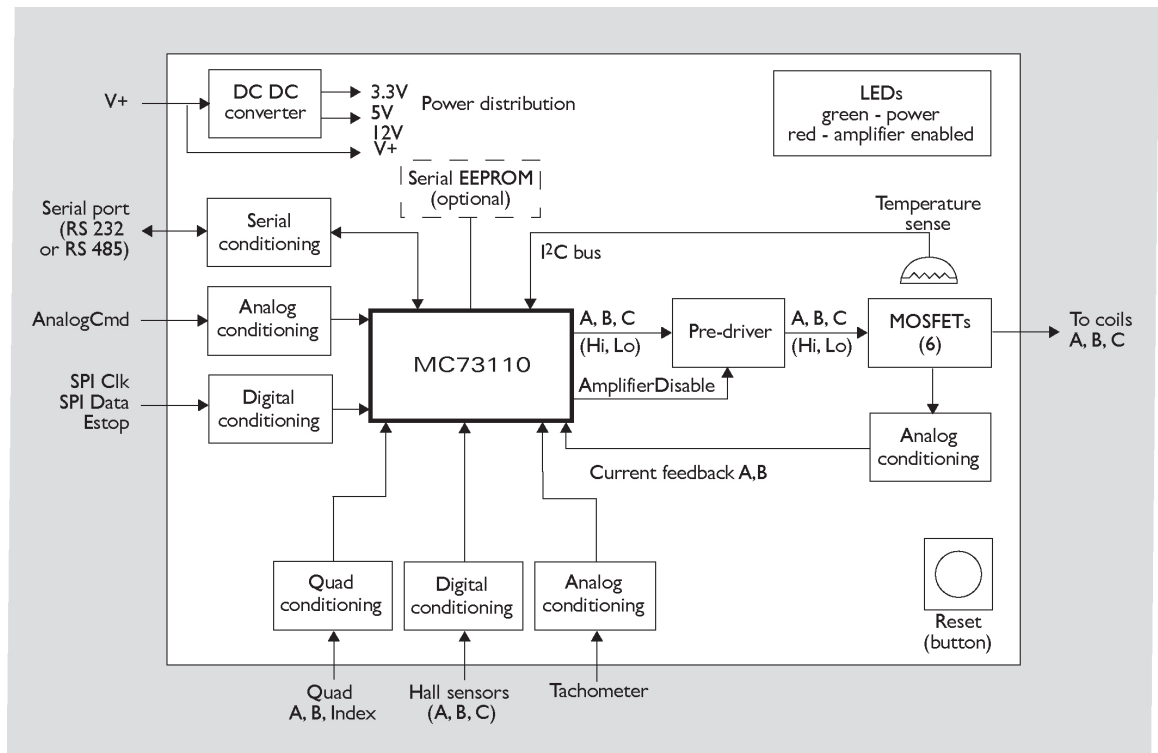 V+
DC DC
converter
3.3V
5V
12V
V+
Power distribution
LEDs
green - power
red - amplifier enabled
Serial EEPROM
(optional)
Serial port
(RS 232
or RS 485)
Serial
conditioning
I²C bus
Temperature
sense
AnalogCmd
Analog
conditioning
MC73110
A, B, C
(Hi, Lo)
Pre-driver
A, B, C
(Hi, Lo)
MOSFETs
(6)
To coils
A, B, C
AmplifierDisable
SPI Clk
SPI Data
Estop
Digital
conditioning
Analog
conditioning
Current feedback A,B
Quad
conditioning
Digital
conditioning
Analog
conditioning
Reset
(button)
Quad
A, B, Index
Hall sensors
(A, B, C)
Tachometer